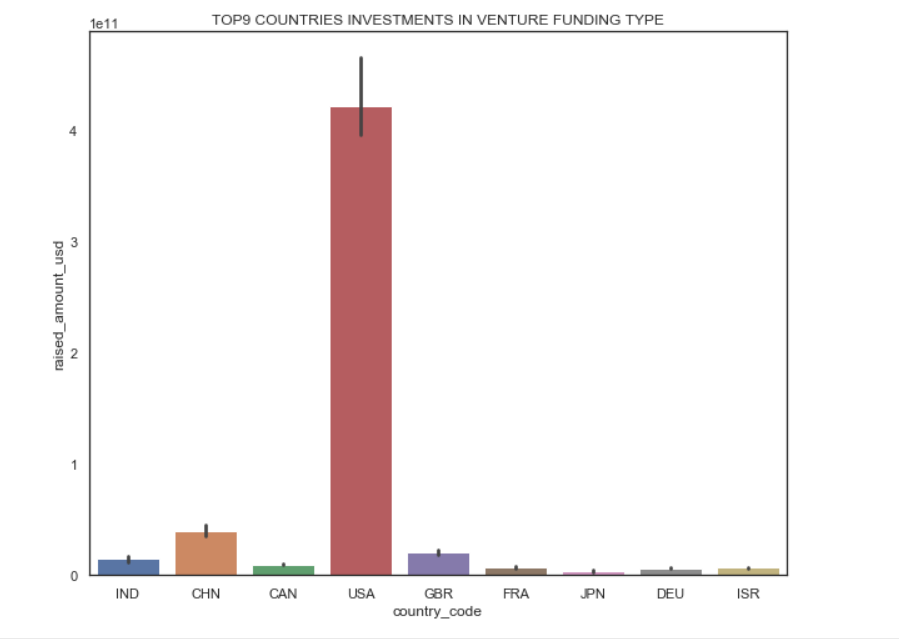 TOP9 COUNTRIES INVESTMENTS IN VENTURE FUNDING TYPE
1e11
4
3
2
1
0
raised_amount_usd
IND CHN CAN USA GBR FRA JPN DEU ISR
country_code